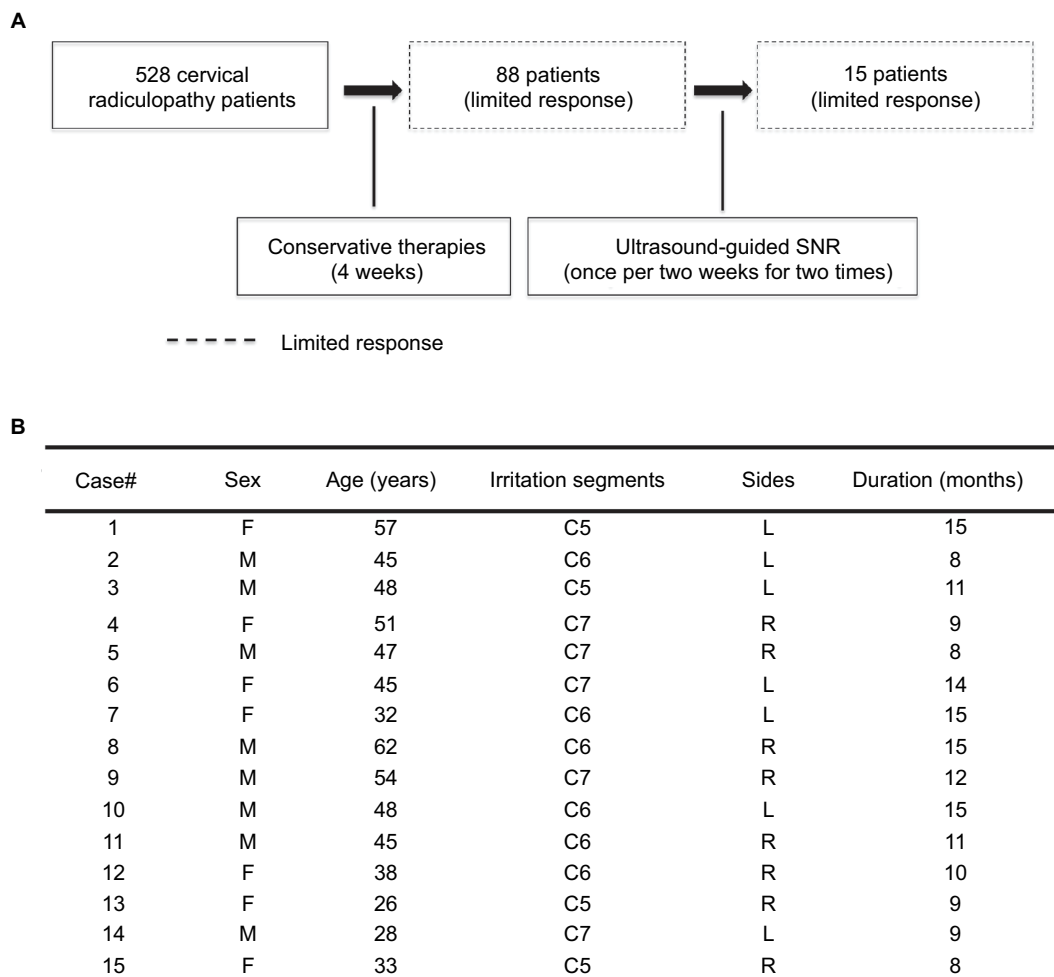 A
528 cervical
radiculopathy patients
88 patients
(limited response)
15 patients
(limited response)
Conservative therapies
(4 weeks)
Ultrasound-guided SNR
(once per two weeks for two times)
Limited response
B
Case# Sex Age (years) Irritation segments Sides Duration (months)
1 F 57 C5 L 15
2 M 45 C6 L 8
3 M 48 C5 L 11
4 F 51 C7 R 9
5 M 47 C7 R 8
6 F 45 C7 L 14
7 F 32 C6 L 15
8 M 62 C6 R 15
9 M 54 C7 R 12
10 M 48 C6 L 15
11 M 45 C6 R 11
12 F 38 C6 R 10
13 F 26 C5 R 9
14 M 28 C7 L 9
15 F 33 C5 R 8